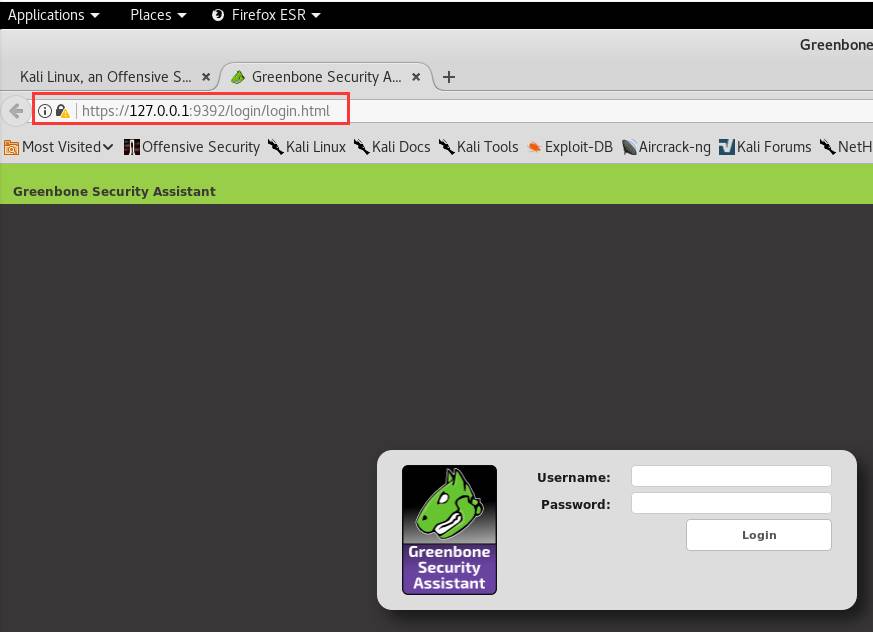 Applications Places Firefox ESR
Greenbone
Kali Linux, an Offensive S... × Greenbone Security A... × +
https://127.0.0.1:9392/login/login.html
Most Visited Offensive Security Kali Linux Kali Docs Kali Tools Exploit-DB Aircrack-ng Kali Forums NetH
Greenbone Security Assistant
Username:
Password:
Login
Greenbone
Security
Assistant